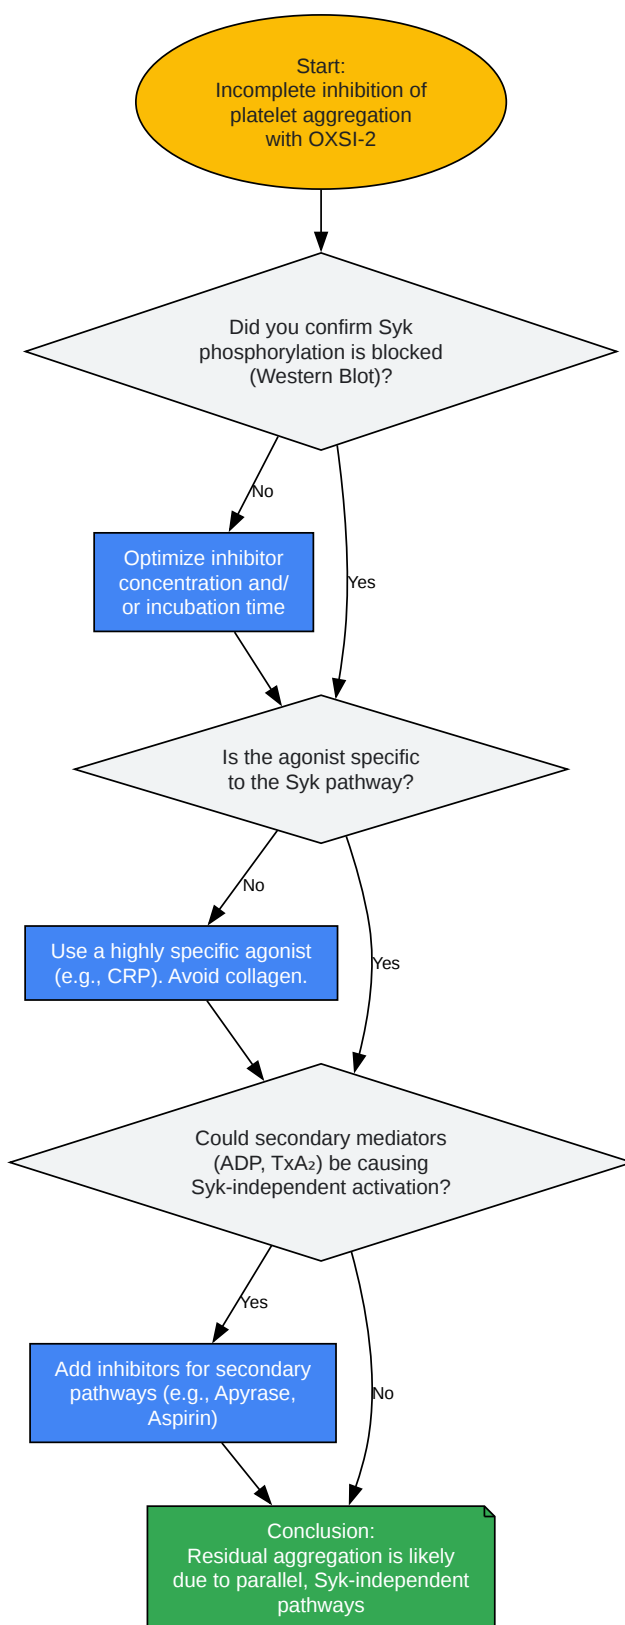 Start:
Incomplete inhibition of
platelet aggregation
with OXSI-2
Did you confirm Syk
phosphorylation is blocked
(Western Blot)?
No
Yes
Optimize inhibitor
concentration and/
or incubation time
Is the agonist specific
to the Syk pathway?
No
Yes
Use a highly specific agonist
(e.g., CRP). Avoid collagen.
Could secondary mediators
(ADP, TxA₂) be causing
Syk-independent activation?
Yes
No
Add inhibitors for secondary
pathways (e.g., Apyrase,
Aspirin)
Conclusion:
Residual aggregation is likely
due to parallel, Syk-independent
pathways